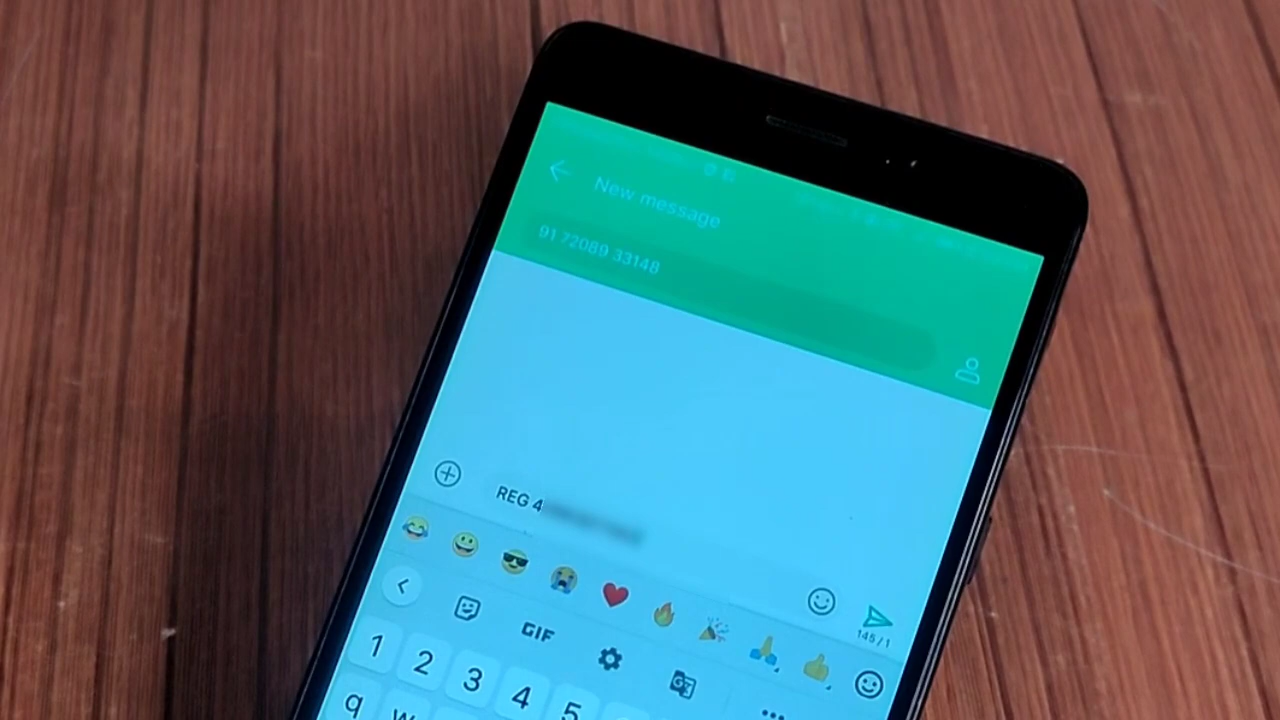 New message
91 72089 33148
REG 4
145/1
GIF
1 2 3 4 5
q w